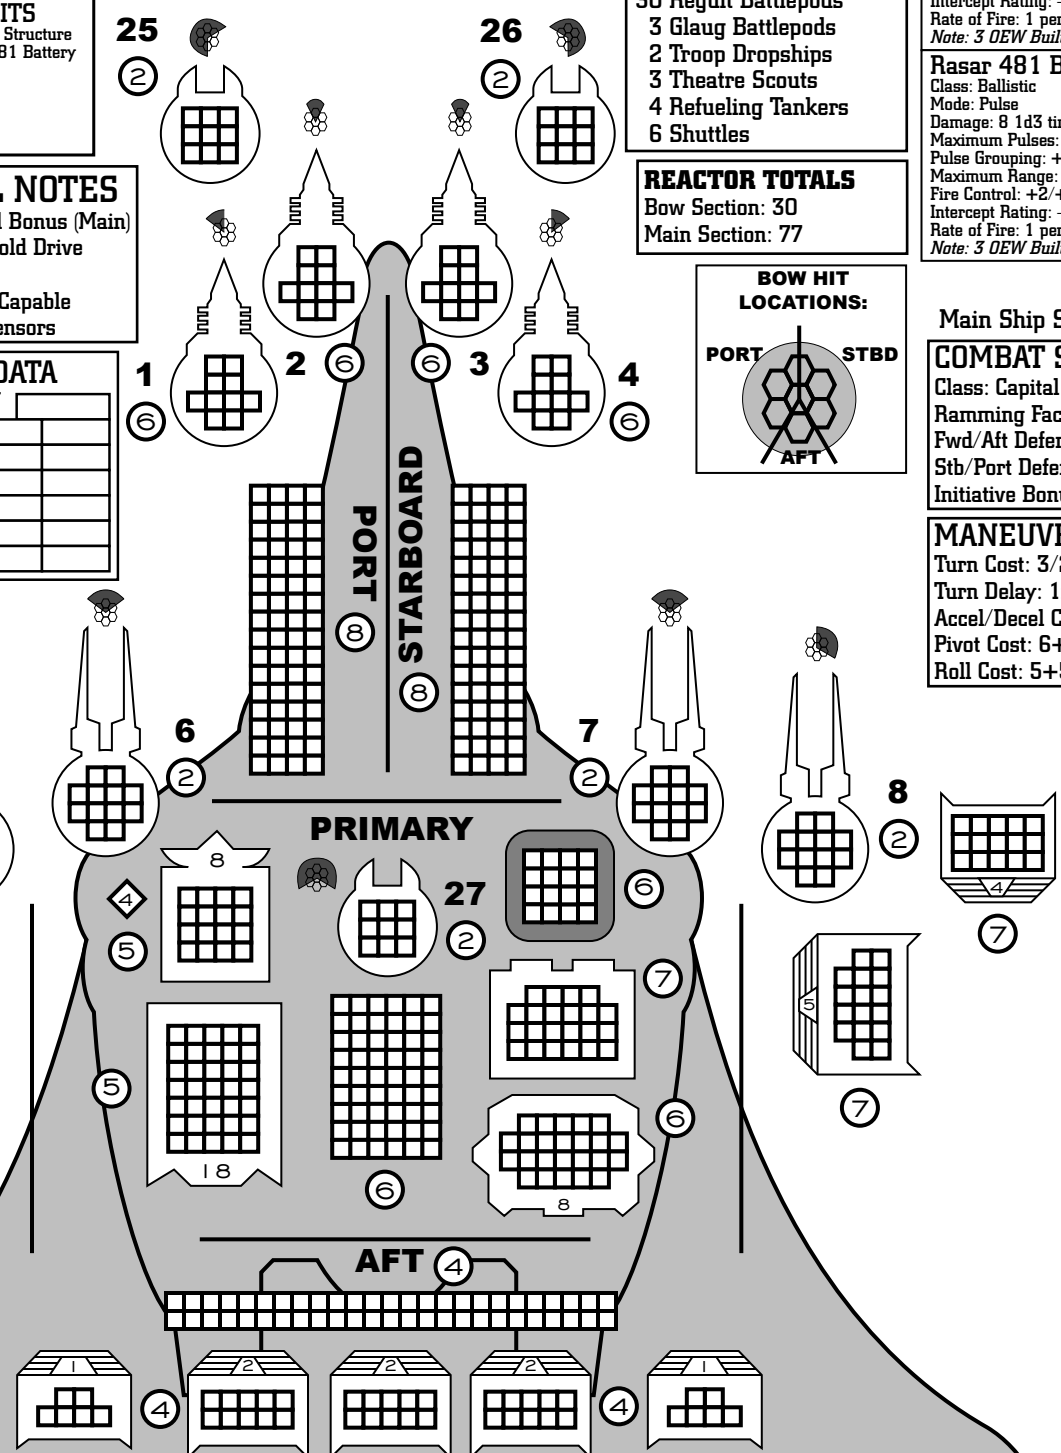 ITS
Structure
81 Battery
25
2
26
2
30 Regult Battlepods
3 Glaug Battlepods
2 Troop Dropships
3 Theatre Scouts
4 Refueling Tankers
6 Shuttles
Rate of Fire: 1 per
Note: 3 OEW Buil
Rasar 481 B
Class: Ballistic
Mode: Pulse
Damage: 8 1d3 tim
Maximum Pulses:
Pulse Grouping: +
Maximum Range:
Fire Control: +2/+
Intercept Rating: -
Rate of Fire: 1 per
Note: 3 OEW Buil
L NOTES
l Bonus (Main)
old Drive
Capable
ensors
REACTOR TOTALS
Bow Section: 30
Main Section: 77
BOW HIT
LOCATIONS:
PORT
STBD
AFT
DATA
1
6
2
6
6
3
4
6
Main Ship S
COMBAT S
Class: Capital
Ramming Fac
Fwd/Aft Defen
Stb/Port Defe
Initiative Bon
MANEUVE
Turn Cost: 3/
Turn Delay: 1
Accel/Decel C
Pivot Cost: 6+
Roll Cost: 5+
PORT
8
STARBOARD
8
6
2
7
2
8
2
4
7
PRIMARY
8
4
5
27
2
6
7
5
7
5
18
6
6
8
AFT
4
1
4
2
2
2
4
1